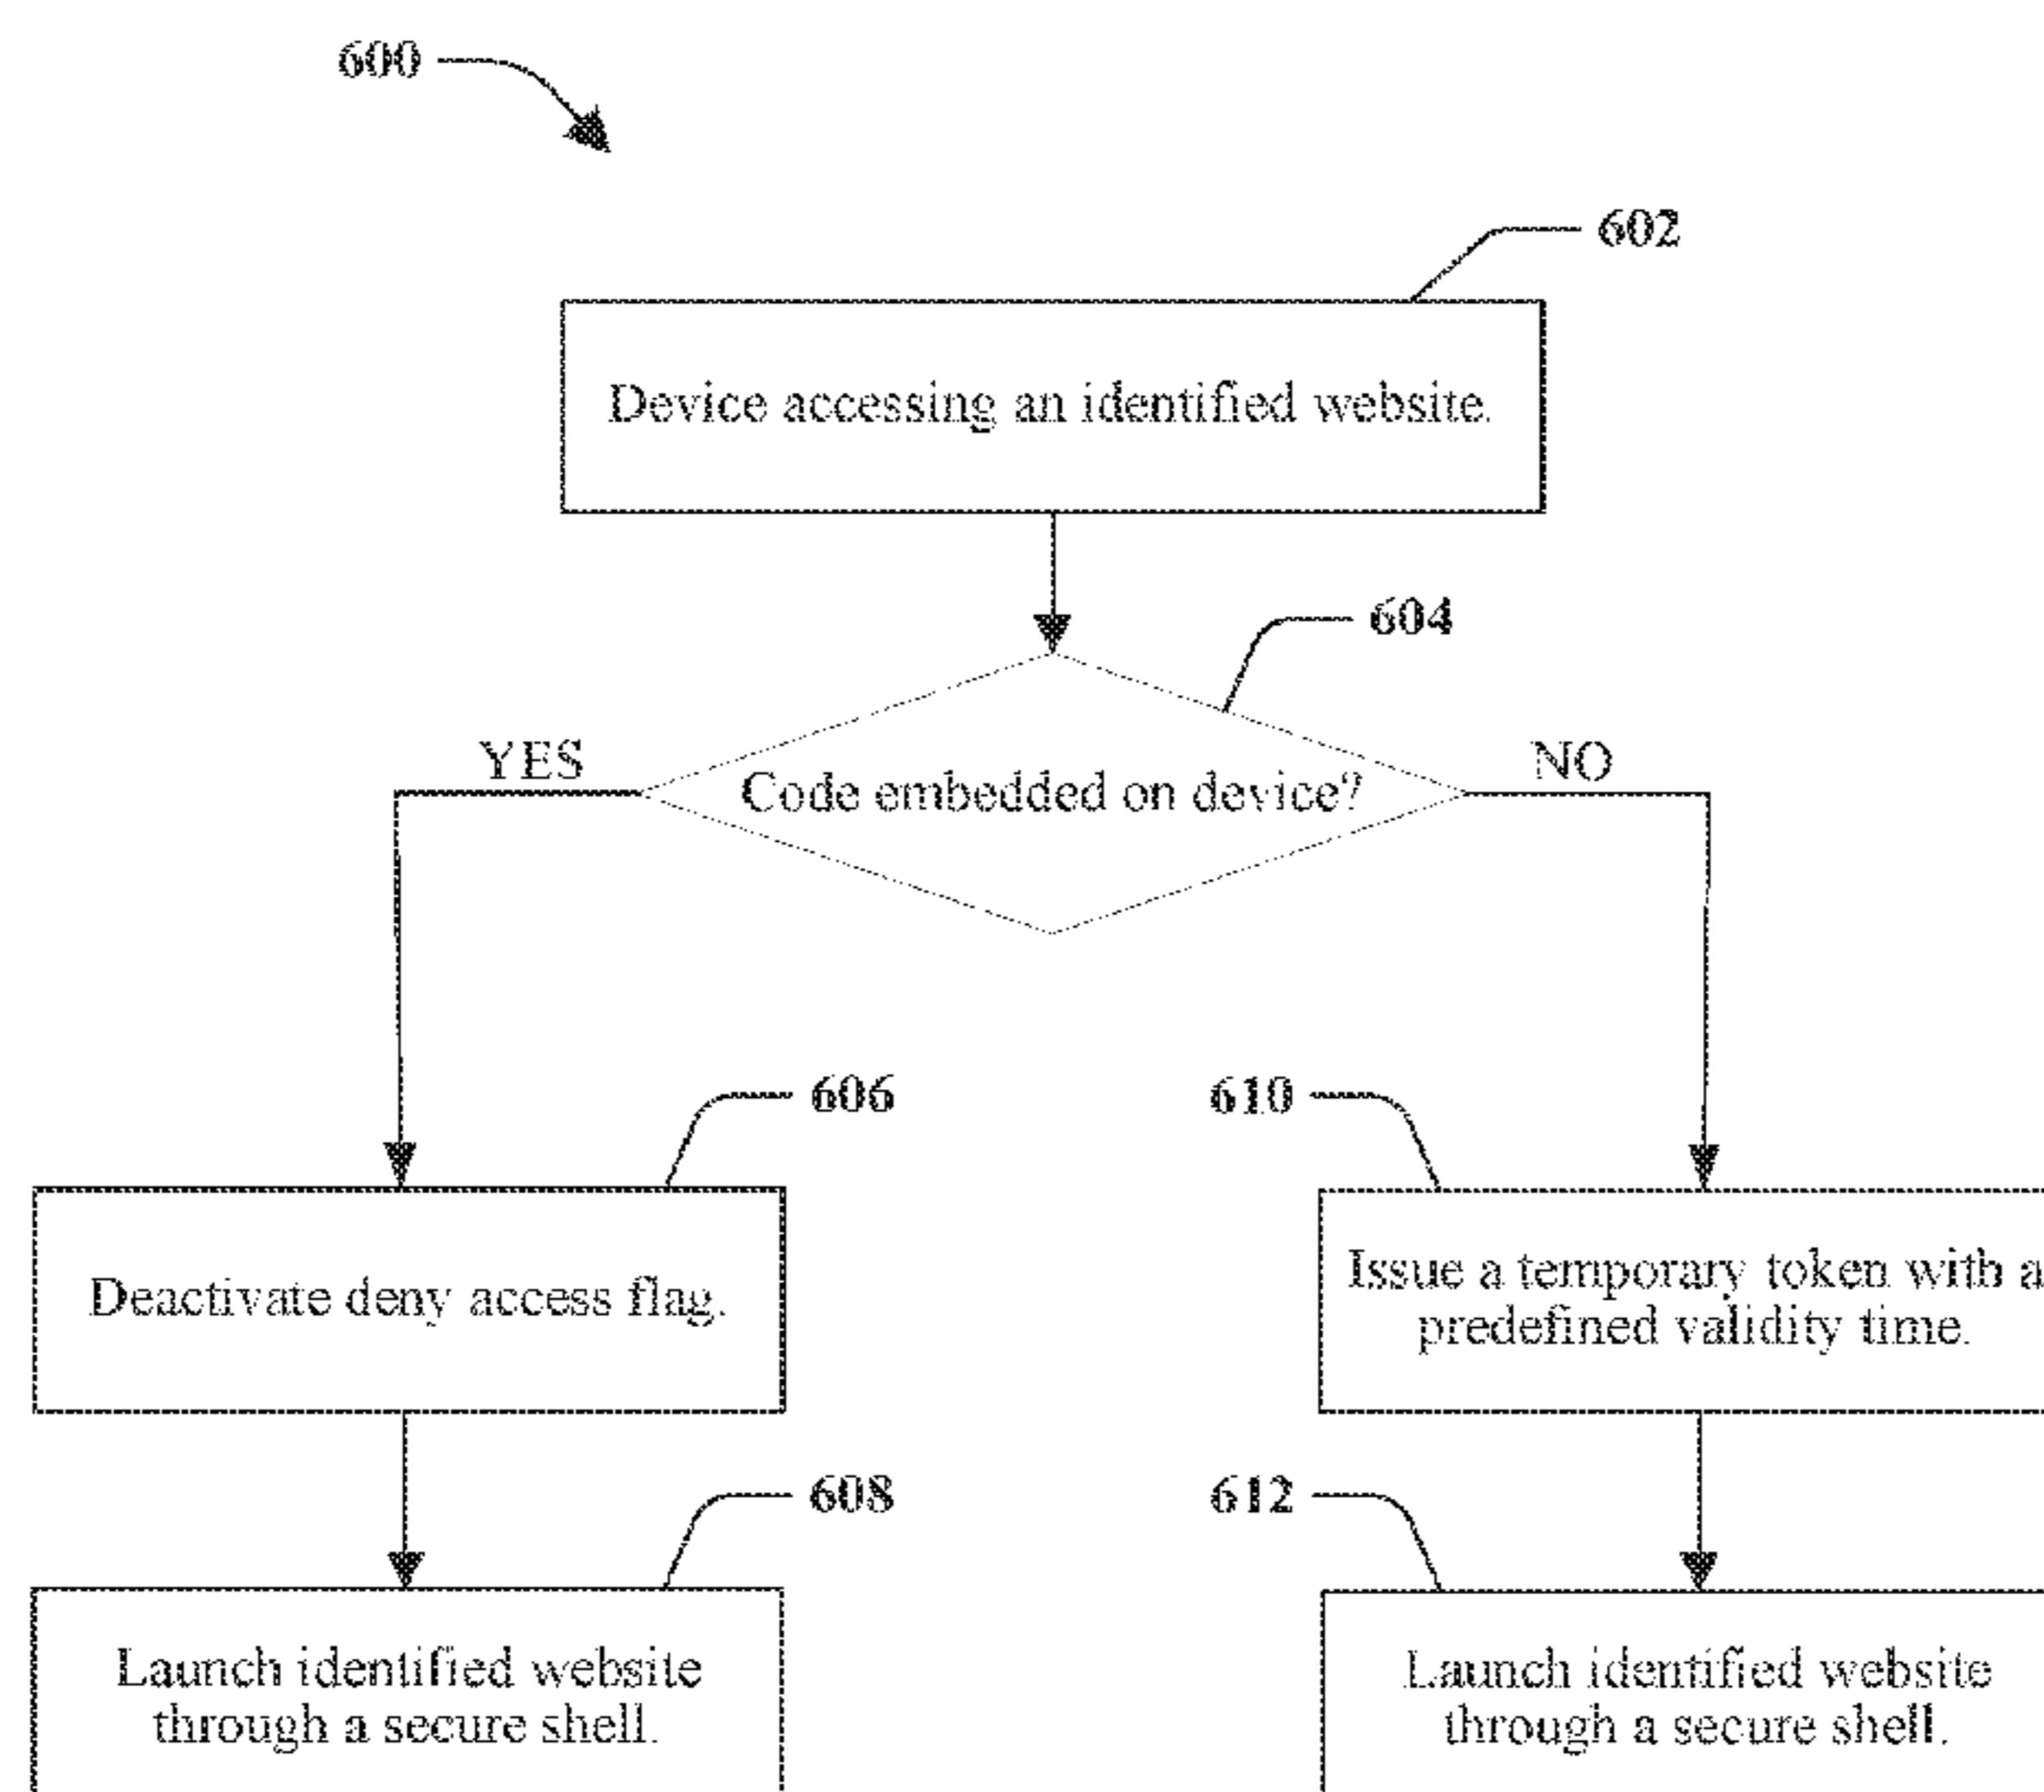 600
602
Device accessing an identified website.
604
YES
Code embedded on device?
NO
606
610
Deactivate deny access flag.
Issue a temporary token with a
predefined validity time.
608
612
Launch identified website
through a secure shell.
Launch identified website
through a secure shell.